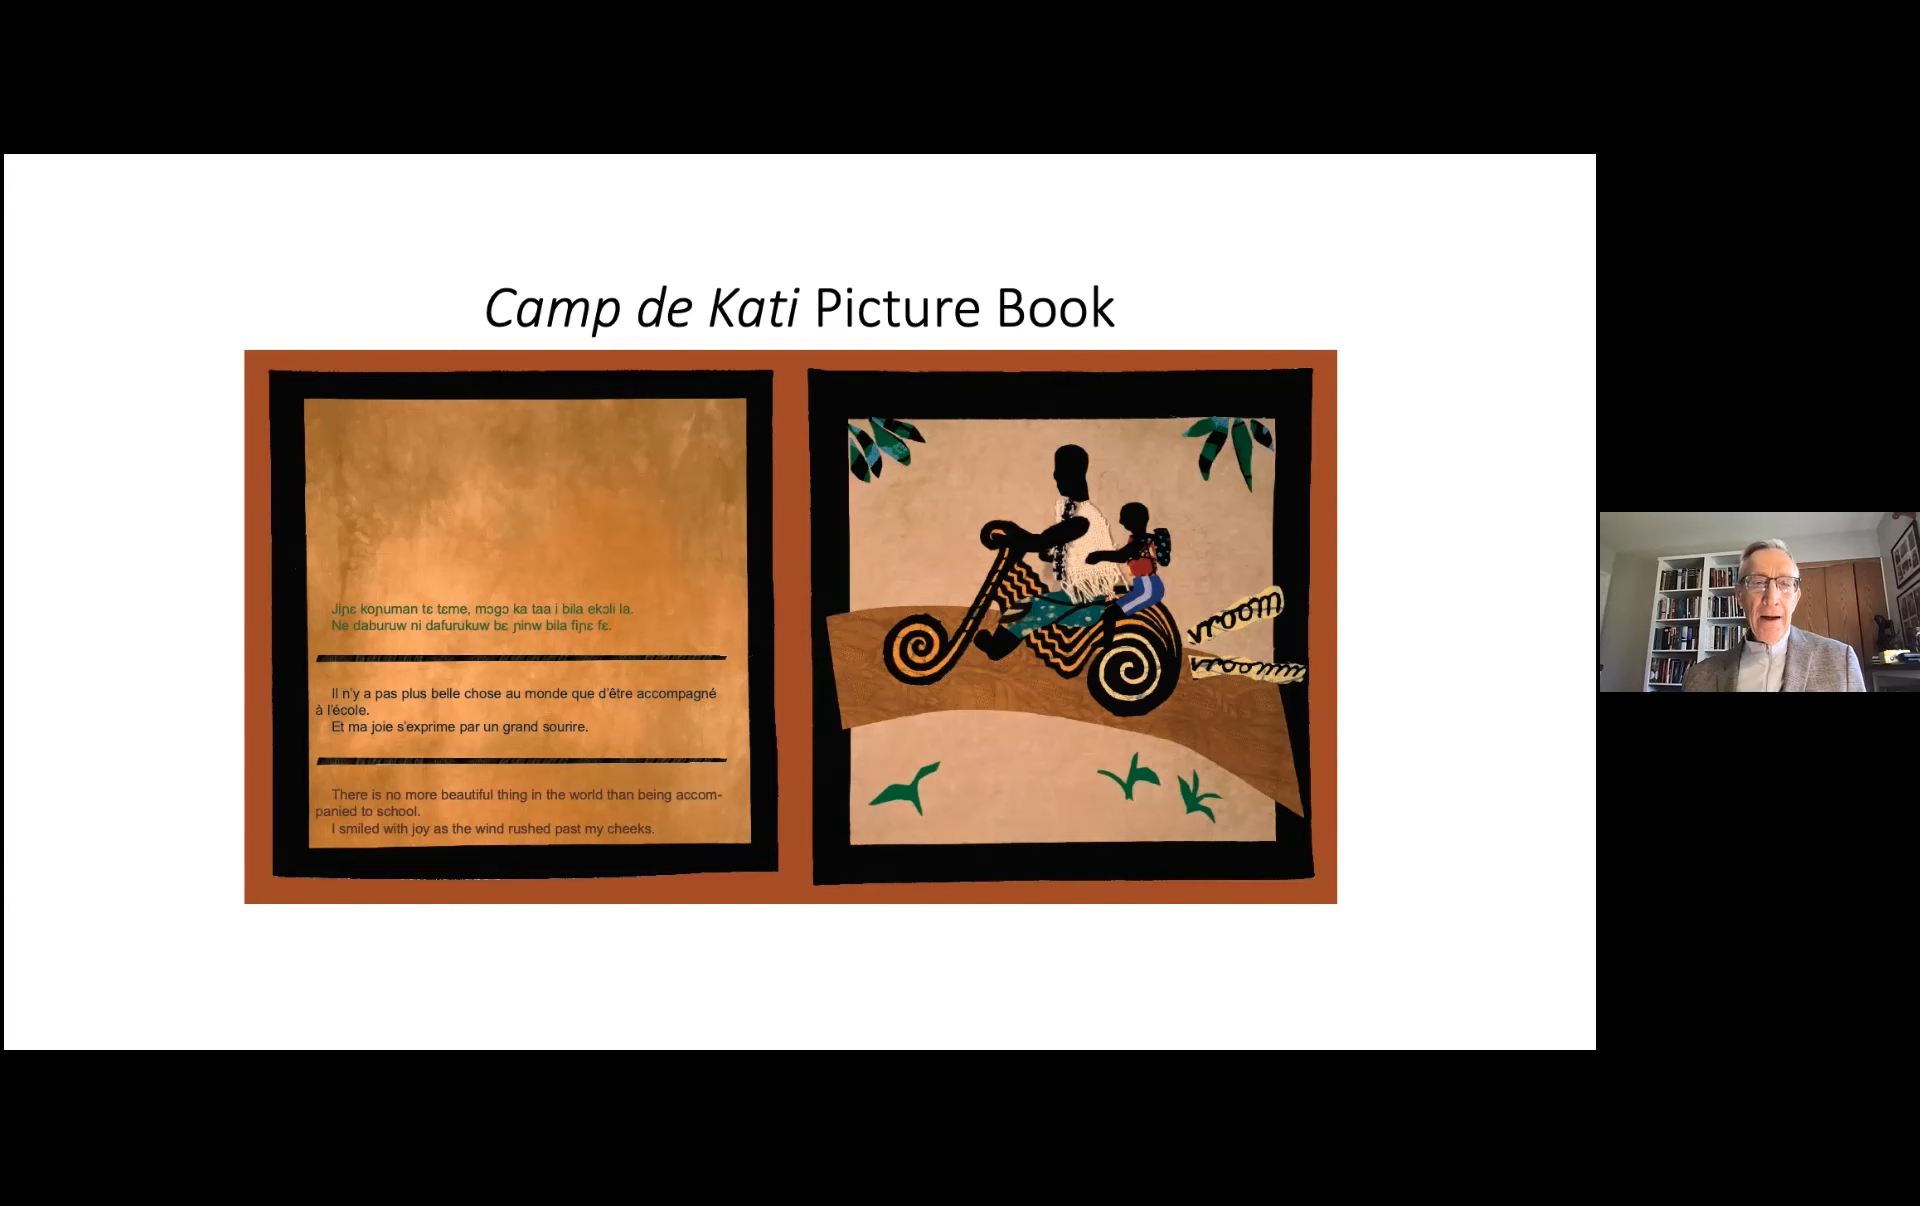 Camp de Kati Picture Book
Jiɲɛ koɲuman tɛ tɛmɛ, mɔgɔ ka taa i bila ekɔli la.
Ne daburuw ni dafurukuw bɛ ɲinw bila fiɲɛ fɛ.
Il n'y a pas plus belle chose au monde que d'être accompagné
à l'école.
Et ma joie s'exprime par un grand sourire.
There is no more beautiful thing in the world than being accom-
panied to school.
I smiled with joy as the wind rushed past my cheeks.
vroom